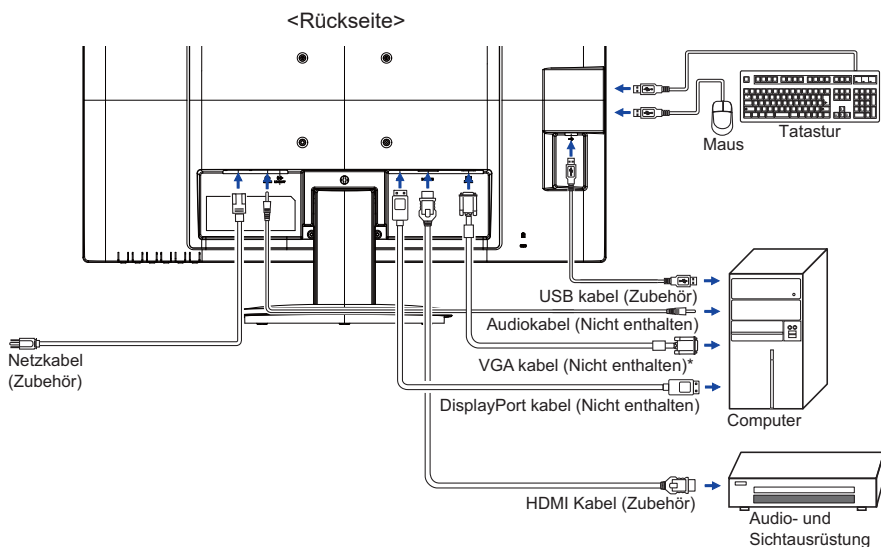 <Rückseite>
Maus
Tatastur
USB kabel (Zubehör)
Audiokabel (Nicht enthalten)
Netzkabel
(Zubehör)
VGA kabel (Nicht enthalten)*
DisplayPort kabel (Nicht enthalten)
Computer
HDMI Kabel (Zubehör)
Audio- und
Sichtausrüstung